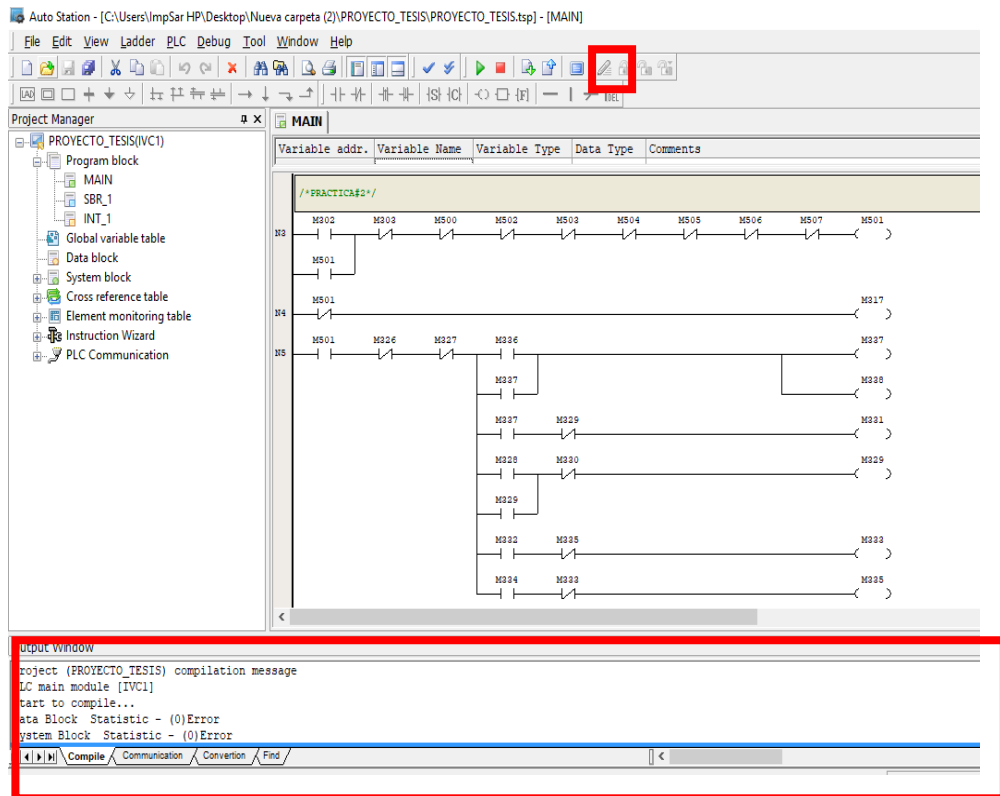 Auto Station - [C:\Users\ImpSar HP\Desktop\Nueva carpeta (2)\PROYECTO_TESIS\PROYECTO_TESIS.tsp] - [MAIN]
File Edit View Ladder PLC Debug Tool Window Help
LAD S C F DEL
Project Manager
MAIN
PROYECTO_TESIS(IVC1)
Program block
MAIN
SBR_1
INT_1
Global variable table
Data block
System block
Cross reference table
Element monitoring table
Instruction Wizard
PLC Communication
Variable addr. Variable Name Variable Type Data Type Comments
/*PRACTICA#2*/
M302 M303 M500 M502 M503 M504 M505 M506 M507 M501
N3
M501
M501 M317
N4
M501 M326 M327 M336 M337
N5
M337 M338
M337 M329 M331
M328 M330 M329
M329
M332 M335 M333
M334 M333 M335
utput Window
roject (PROYECTO_TESIS) compilation message
LC main module [IVC1]
tart to compile...
ata Block Statistic - (0)Error
ystem Block Statistic - (0)Error
Compile Communication Convertion Find